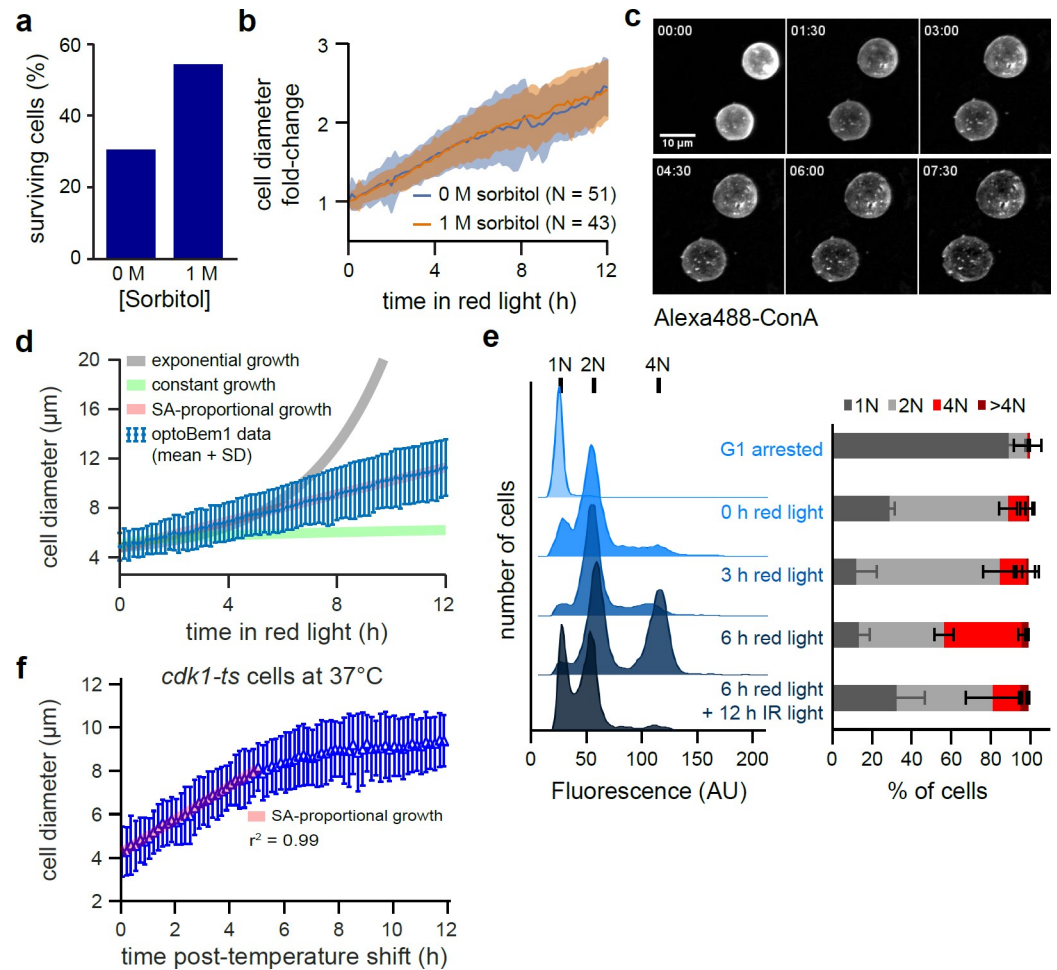 a
surviving cells (%)
60
40
20
0
0 M
1 M
[Sorbitol]
b
cell diameter
fold-change
3
2
1
0 M sorbitol (N = 51)
1 M sorbitol (N = 43)
0
4
8
12
time in red light (h)
c
00:00
01:30
03:00
10 µm
04:30
06:00
07:30
Alexa488-ConA
d
cell diameter (µm)
20
16
12
8
4
exponential growth
constant growth
SA-proportional growth
optoBem1 data
(mean + SD)
0
4
8
12
time in red light (h)
e
number of cells
1N
2N
4N
G1 arrested
0 h red light
3 h red light
6 h red light
6 h red light
+ 12 h IR light
0
50
100
150
200
Fluorescence (AU)
1N
2N
4N
>4N
0
20
40
60
80
100
% of cells
f
cdk1-ts cells at 37°C
cell diameter (µm)
12
10
8
6
4
2
SA-proportional growth
r² = 0.99
0
2
4
6
8
10
12
time post-temperature shift (h)